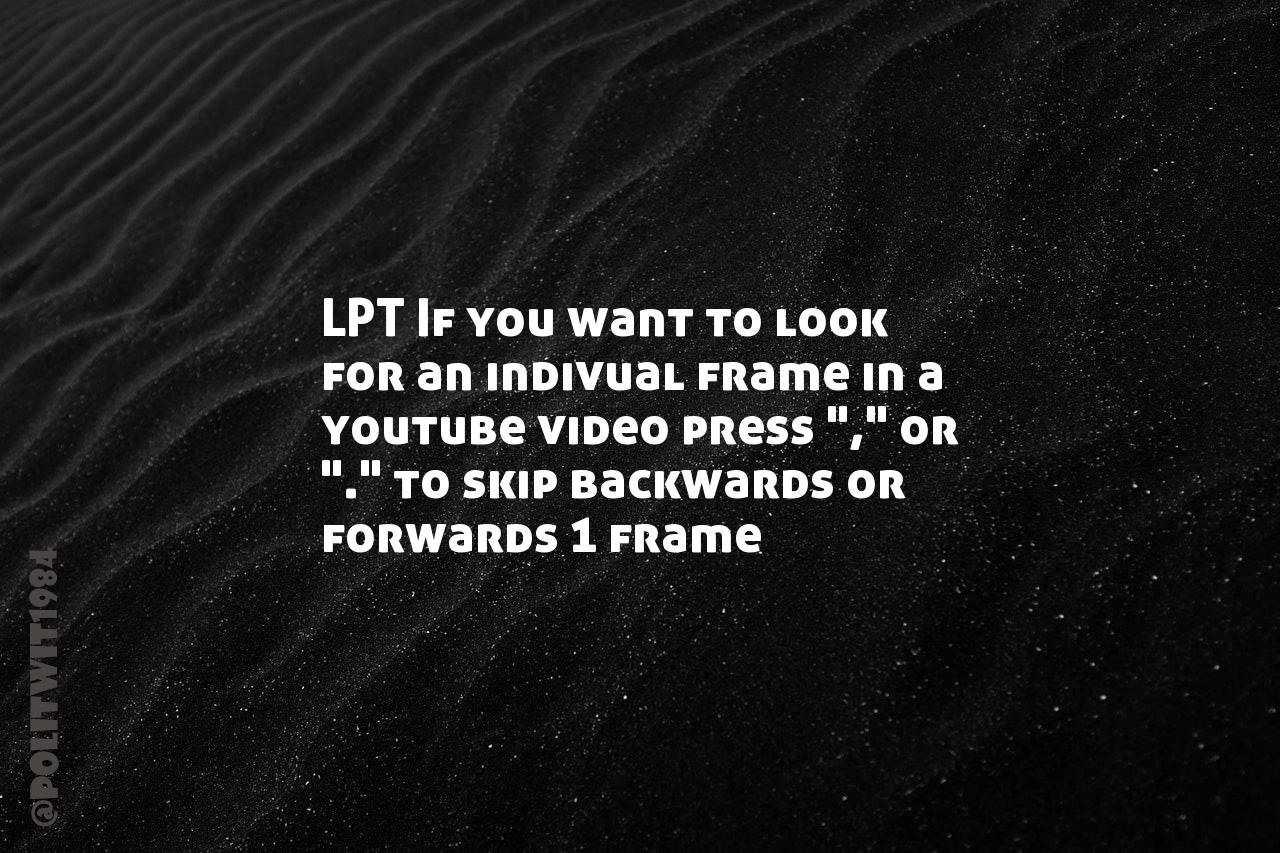 LPT If you want to look
for an indivual frame in a
youtube video press "," or
"." to skip backwards or
forwards 1 frame
@politwit1984